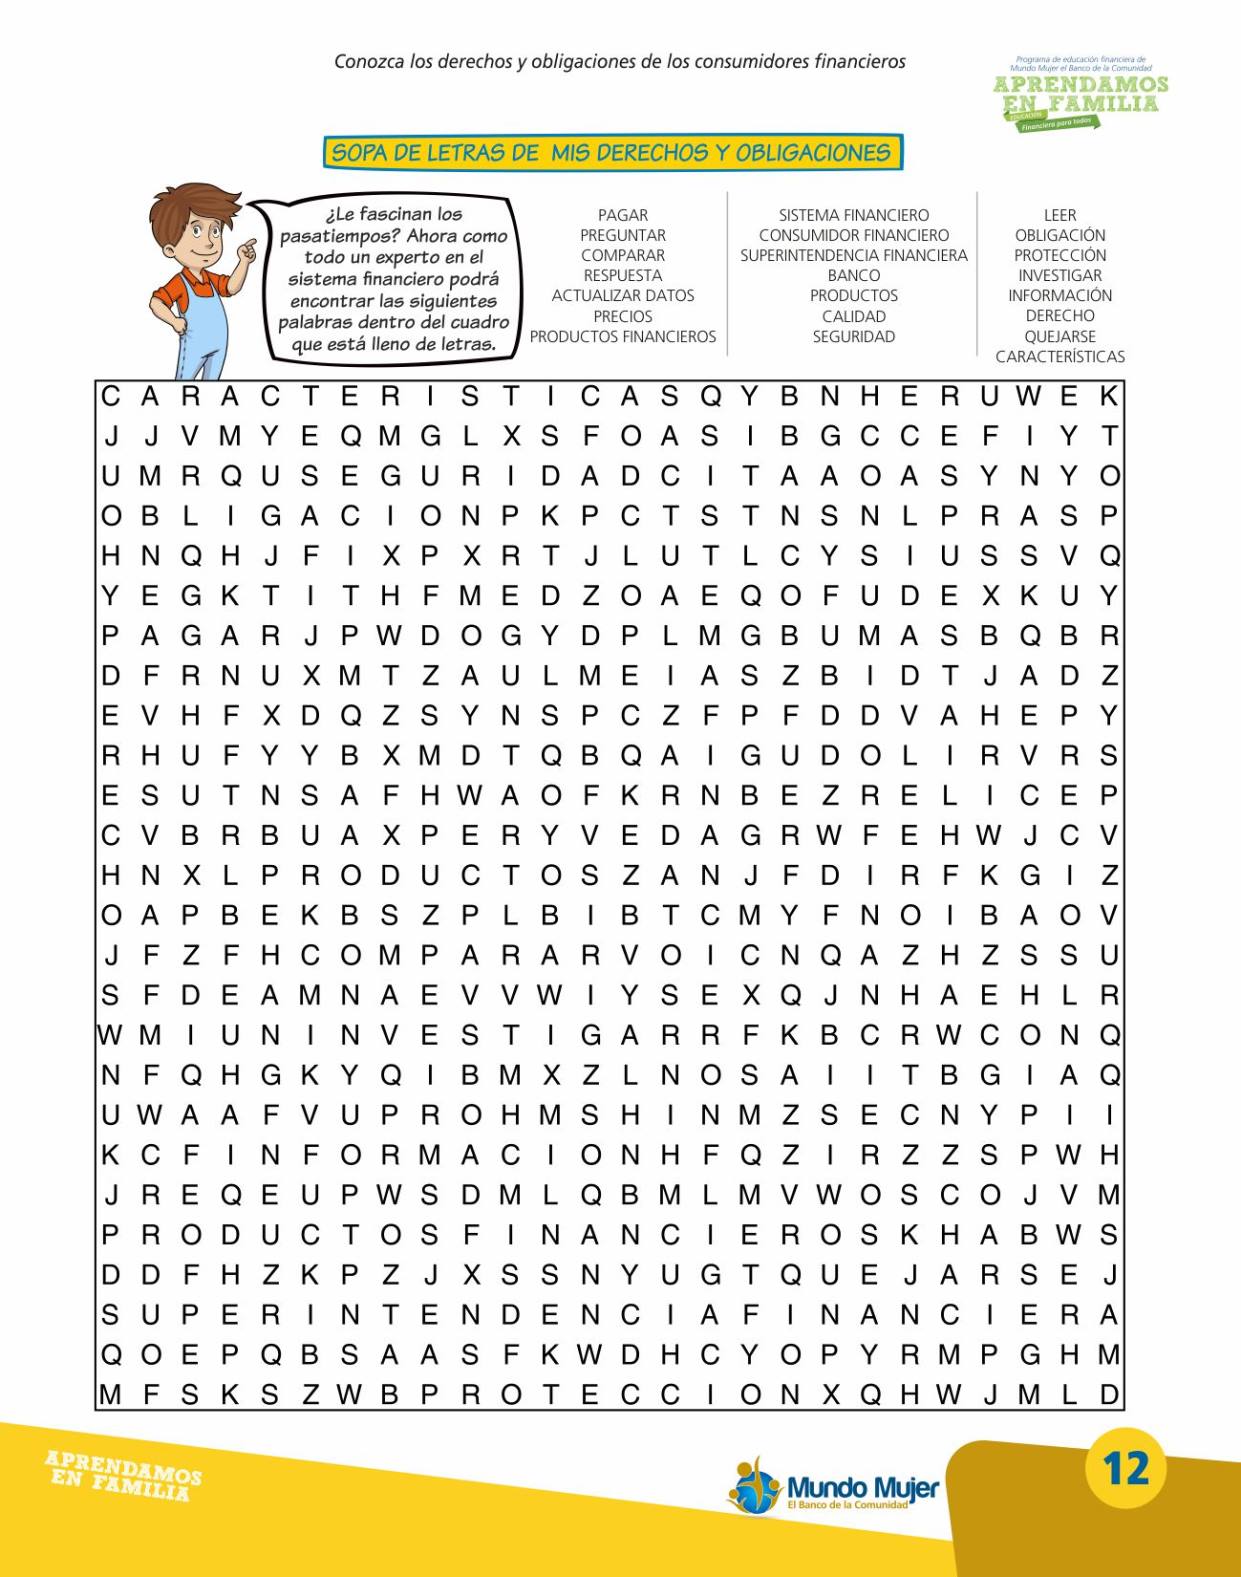 Conozca los derechos y obligaciones de los consumidores financieros
Programa de educación financiera de
Mundo Mujer el Banco de la Comunidad
APRENDAMOS
EN FAMILIA
EDUCACIÓN
Financiera para todos
SOPA DE LETRAS DE MIS DERECHOS Y OBLIGACIONES
¿Le fascinan los
pasatiempos? Ahora como
todo un experto en el
sistema financiero podrá
encontrar las siguientes
palabras dentro del cuadro
que está lleno de letras.
PAGAR
PREGUNTAR
COMPARAR
RESPUESTA
ACTUALIZAR DATOS
PRECIOS
PRODUCTOS FINANCIEROS
SISTEMA FINANCIERO
CONSUMIDOR FINANCIERO
SUPERINTENDENCIA FINANCIERA
BANCO
PRODUCTOS
CALIDAD
SEGURIDAD
LEER
OBLIGACIÓN
PROTECCIÓN
INVESTIGAR
INFORMACIÓN
DERECHO
QUEJARSE
CARACTERÍSTICAS
C A R A C T E R I S T I C A S Q Y B N H E R U W E K
J J V M Y E Q M G L X S F O A S I B G C C E F I Y T
U M R Q U S E G U R I D A D C I T A A O A S Y N Y O
O B L I G A C I O N P K P C T S T N S N L P R A S P
H N Q H J F I X P X R T J L U T L C Y S I U S S V Q
Y E G K T I T H F M E D Z O A E Q O F U D E X K U Y
P A G A R J P W D O G Y D P L M G B U M A S B Q B R
D F R N U X M T Z A U L M E I A S Z B I D T J A D Z
E V H F X D Q Z S Y N S P C Z F P F D D V A H E P Y
R H U F Y Y B X M D T Q B Q A I G U D O L I R V R S
E S U T N S A F H W A O F K R N B E Z R E L I C E P
C V B R B U A X P E R Y V E D A G R W F E H W J C V
H N X L P R O D U C T O S Z A N J F D I R F K G I Z
O A P B E K B S Z P L B I B T C M Y F N O I B A O V
J F Z F H C O M P A R A R V O I C N Q A Z H Z S S U
S F D E A M N A E V V W I Y S E X Q J N H A E H L R
W M I U N I N V E S T I G A R R F K B C R W C O N Q
N F Q H G K Y Q I B M X Z L N O S A I I T B G I A Q
U W A A F V U P R O H M S H I N M Z S E C N Y P I I
K C F I N F O R M A C I O N H F Q Z I R Z Z S P W H
J R E Q E U P W S D M L Q B M L M V W O S C O J V M
P R O D U C T O S F I N A N C I E R O S K H A B W S
D D F H Z K P Z J X S S N Y U G T Q U E J A R S E J
S U P E R I N T E N D E N C I A F I N A N C I E R A
Q O E P Q B S A A S F K W D H C Y O P Y R M P G H M
M F S K S Z W B P R O T E C C I O N X Q H W J M L D
APRENDAMOS
EN FAMILIA
Mundo Mujer
El Banco de la Comunidad
12